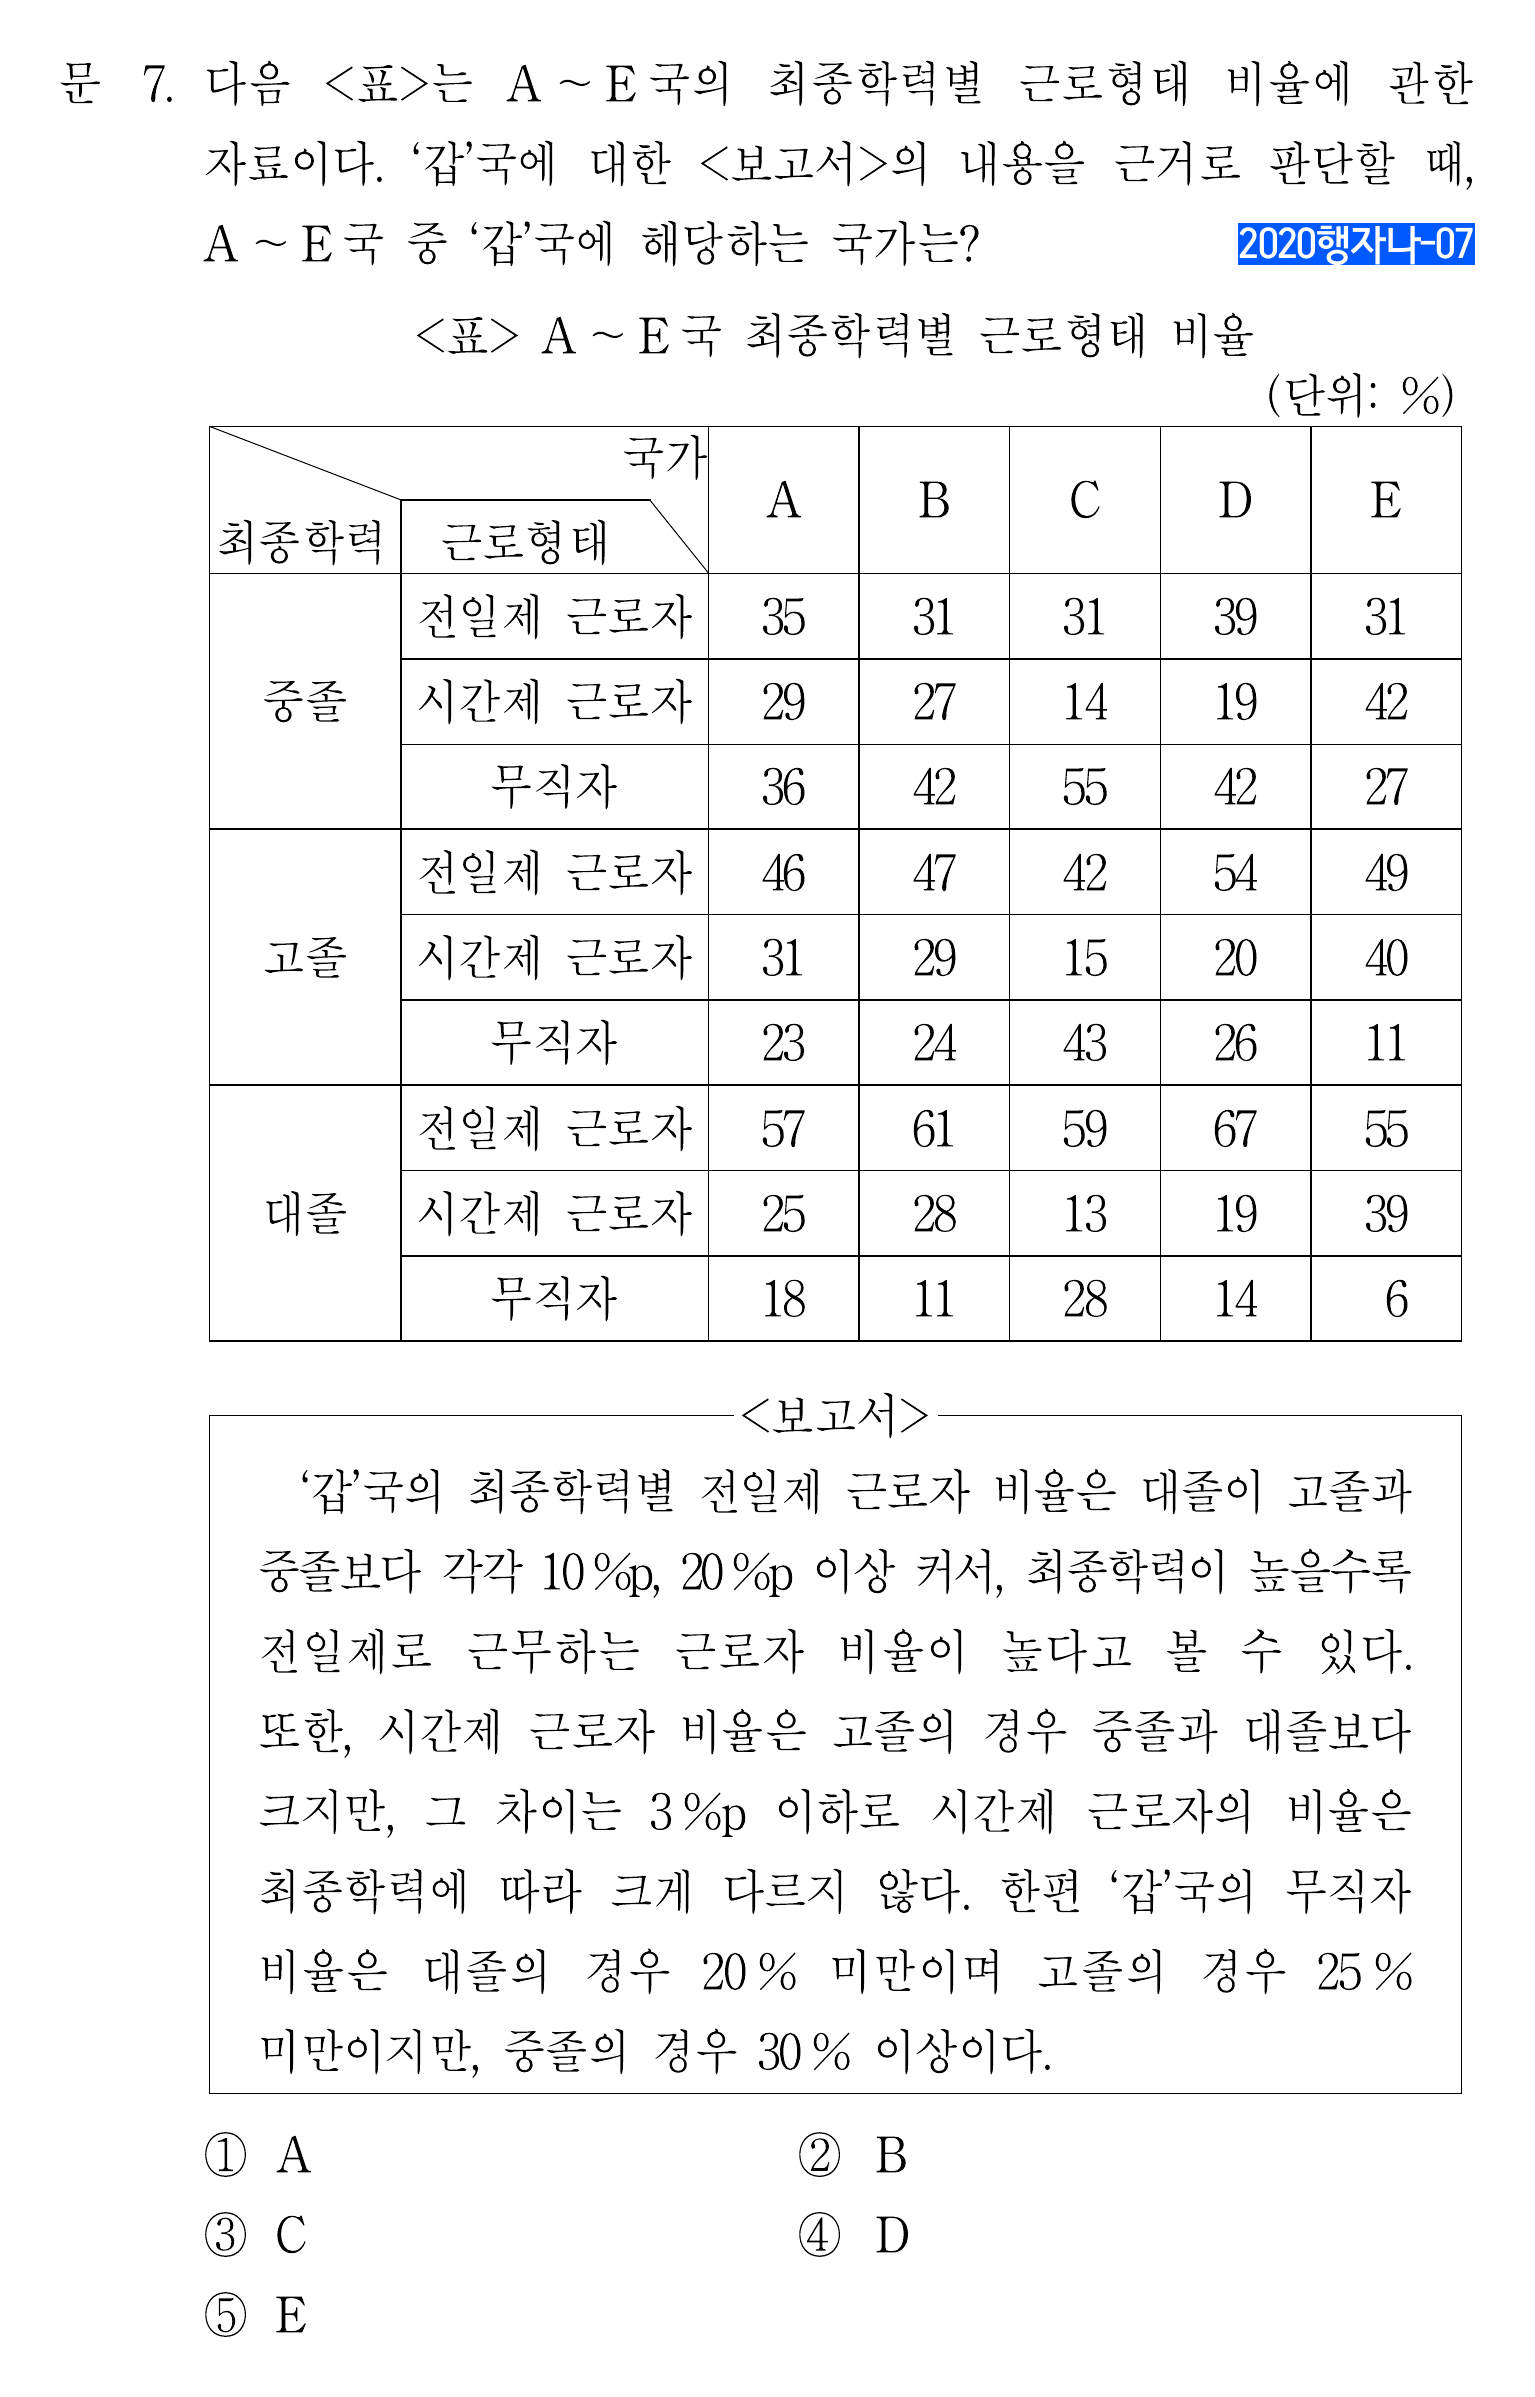 문 7. 다음 <표>는 A ~ E국의 최종학력별 근로형태 비율에 관한
자료이다. ‘갑’국에 대한 <보고서>의 내용을 근거로 판단할 때,
A ~ E국 중 ‘갑’국에 해당하는 국가는?
2020행자나-07
<표> A ~ E국 최종학력별 근로형태 비율
(단위: %)
국가
최종학력 근로형태 A B C D E
중졸
전일제 근로자 35 31 31 39 31
시간제 근로자 29 27 14 19 42
무직자 36 42 55 42 27
고졸
전일제 근로자 46 47 42 54 49
시간제 근로자 31 29 15 20 40
무직자 23 24 43 26 11
대졸
전일제 근로자 57 61 59 67 55
시간제 근로자 25 28 13 19 39
무직자 18 11 28 14 6
<보고서>
‘갑’국의 최종학력별 전일제 근로자 비율은 대졸이 고졸과
중졸보다 각각 10 %p, 20 %p 이상 커서, 최종학력이 높을수록
전일제로 근무하는 근로자 비율이 높다고 볼 수 있다.
또한, 시간제 근로자 비율은 고졸의 경우 중졸과 대졸보다
크지만, 그 차이는 3 %p 이하로 시간제 근로자의 비율은
최종학력에 따라 크게 다르지 않다. 한편 ‘갑’국의 무직자
비율은 대졸의 경우 20 % 미만이며 고졸의 경우 25 %
미만이지만, 중졸의 경우 30 % 이상이다.
① A ② B
③ C ④ D
⑤ E